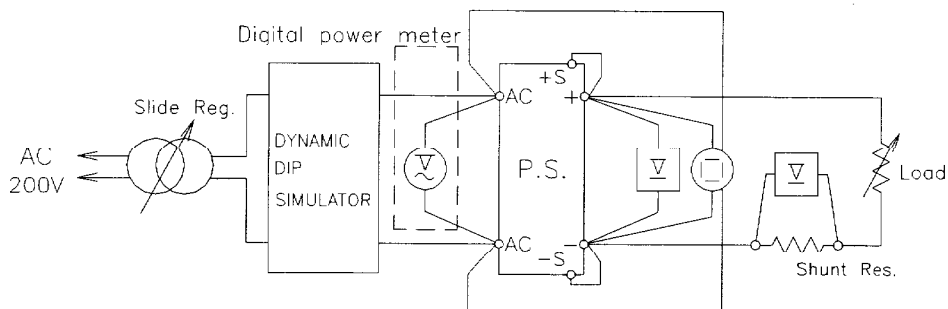 Digital power meter
Slide Reg.
AC
200V
DYNAMIC
DIP
SIMULATOR
V
AC
AC
+S
+
P.S.
-
-S
V
V
Load
Shunt Res.